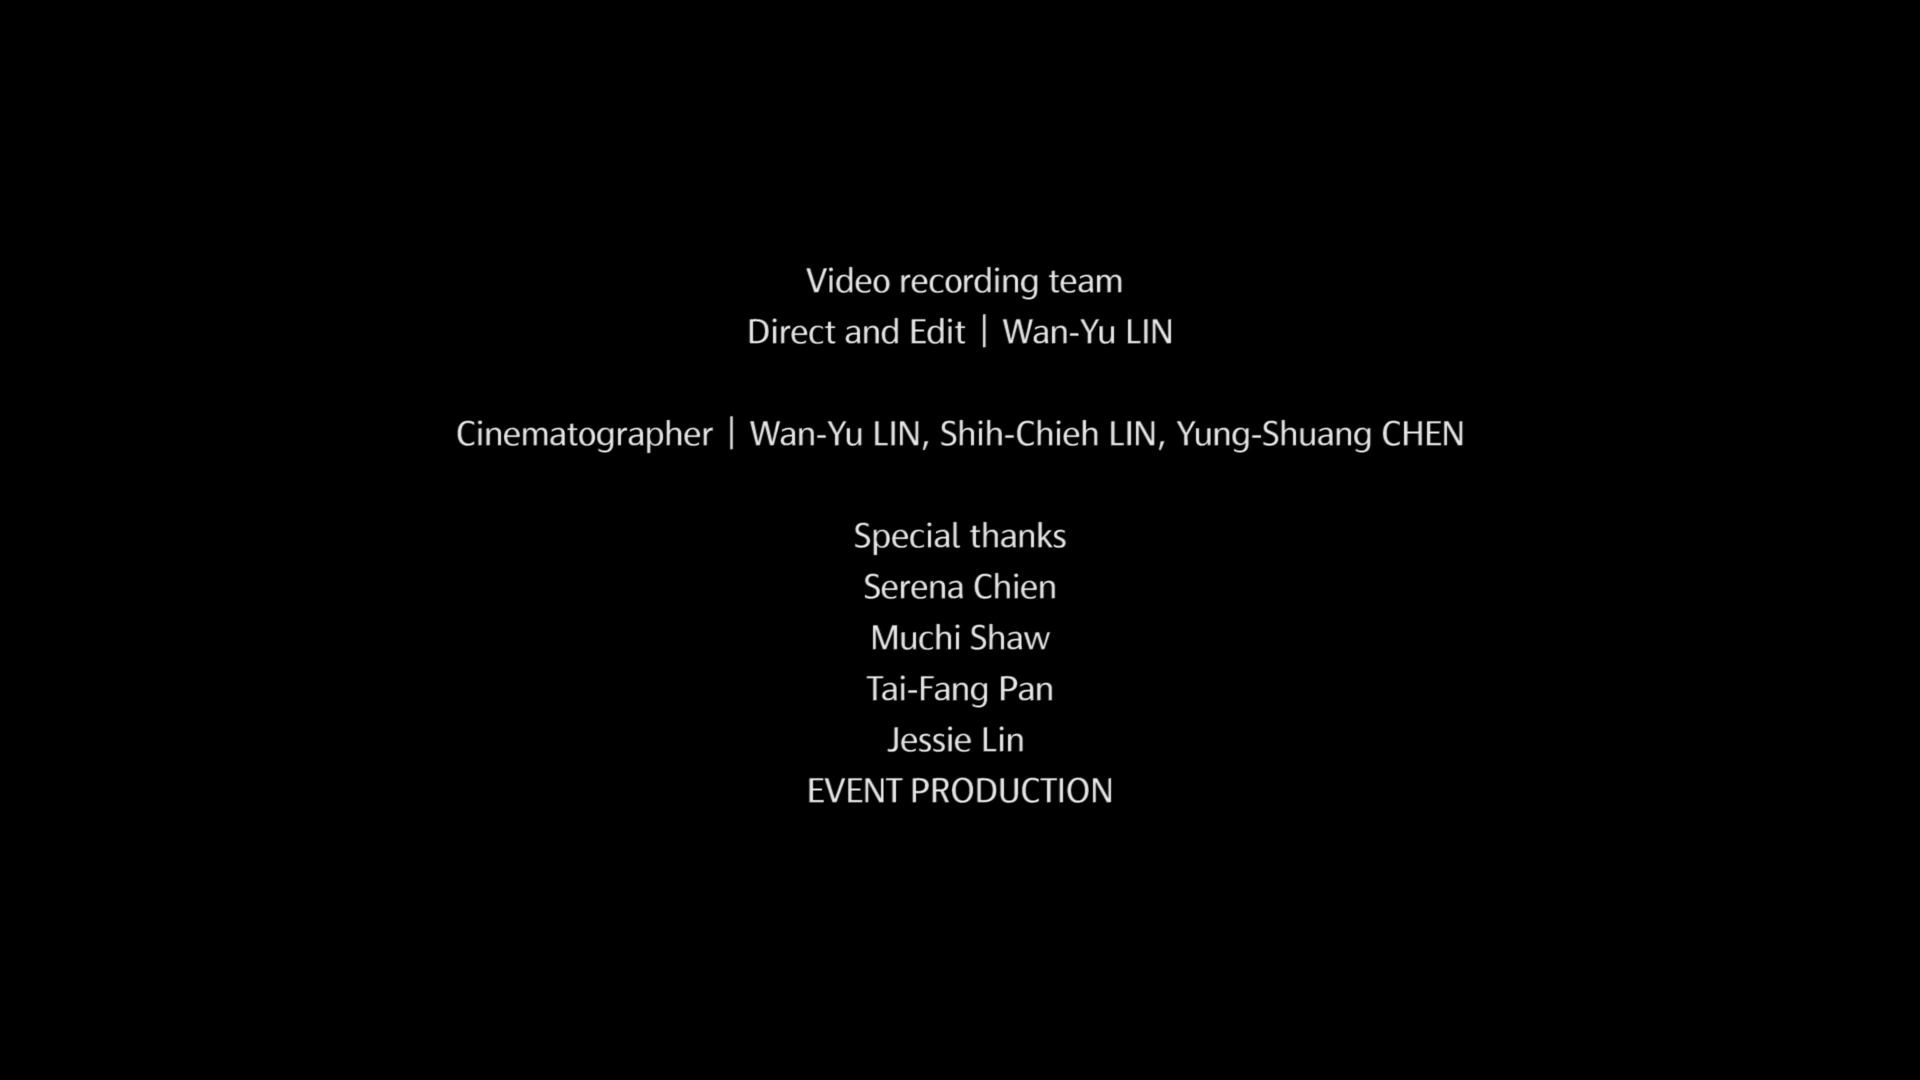 Video recording team
Direct and Edit｜Wan-Yu LIN
Cinematographer｜Wan-Yu LIN, Shih-Chieh LIN, Yung-Shuang CHEN
Special thanks
Serena Chien
Muchi Shaw
Tai-Fang Pan
Jessie Lin
EVENT PRODUCTION